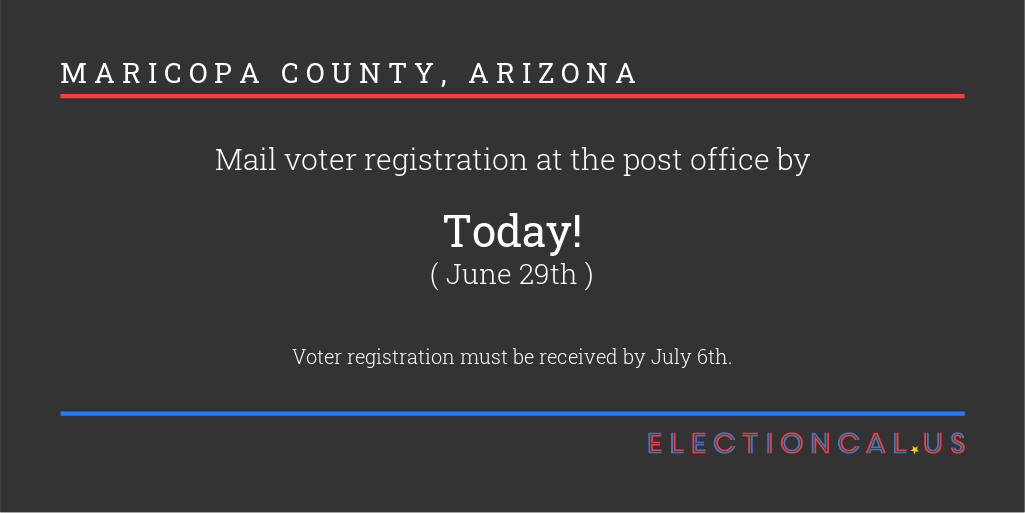 MARICOPA COUNTY, ARIZONA
Mail voter registration at the post office by
Today!
( June 29th )
Voter registration must be received by July 6th.
ELECTIONCAL.US